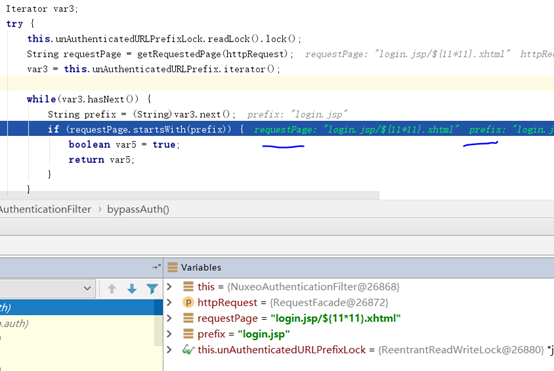 Iterator var3;
try {
this.unAuthenticatedURLPrefixLock.readLock().lock();
String requestPage = getRequestedPage(httpRequest);  requestPage: "login.jsp/${11*11}.xhtml"  httpRe
var3 = this.unAuthenticatedURLPrefix.iterator();
while(var3.hasNext()) {
String prefix = (String)var3.next();  prefix: "login.jsp"
if (requestPage.startsWith(prefix)) {  requestPage: "login.jsp/${11*11}.xhtml"  prefix: "login.j
boolean var5 = true;
return var5;
}
}
AuthenticationFilter › bypassAuth()
Variables
this = {NuxeoAuthenticationFilter@26868}
p httpRequest = {RequestFacade@26872}
th)
requestPage = "login.jsp/${11*11}.xhtml"
o.auth)
prefix = "login.jsp"
this.unAuthenticatedURLPrefixLock = {ReentrantReadWriteLock@26880} "j